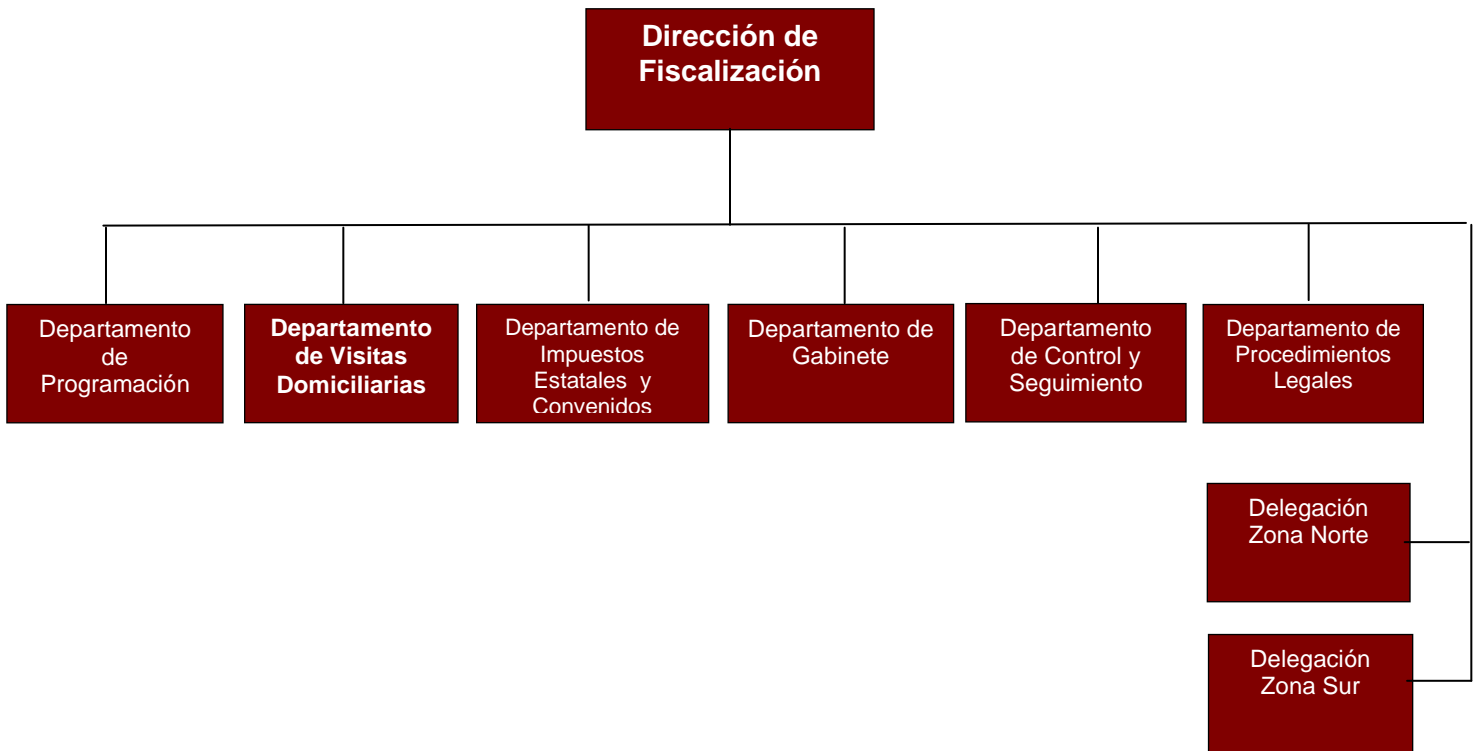 Dirección de
Fiscalización
Departamento
de
Programación
Departamento
de Visitas
Domiciliarias
Departamento de
Impuestos
Estatales y
Convenidos
Departamento de
Gabinete
Departamento
de Control y
Seguimiento
Departamento de
Procedimientos
Legales
Delegación
Zona Norte
Delegación
Zona Sur